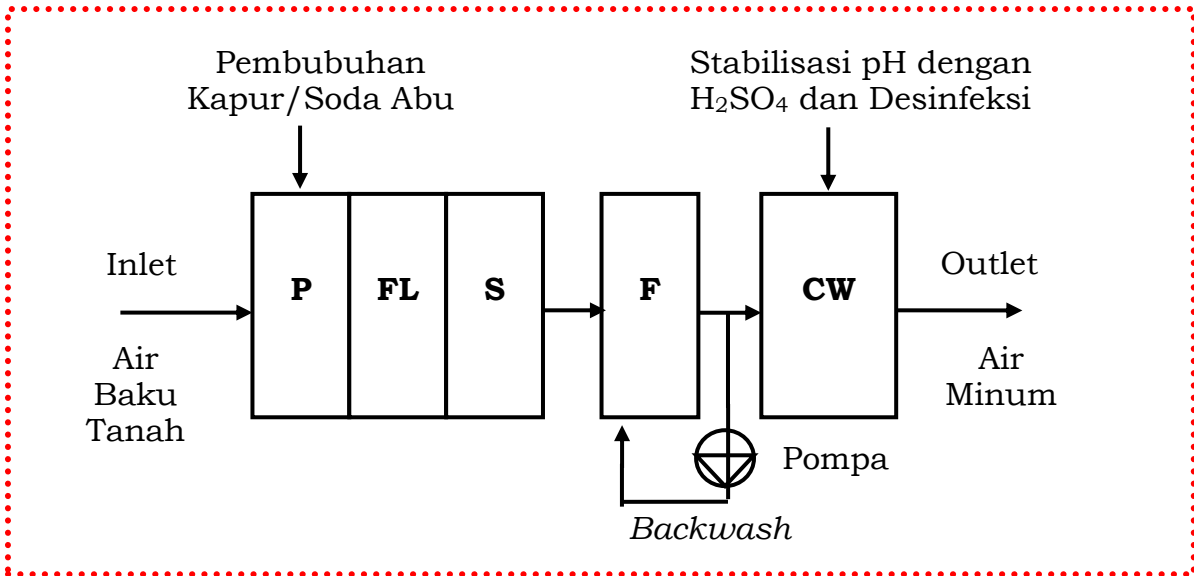 Pembubuhan
Kapur/Soda Abu
Stabilisasi pH dengan
H₂SO₄ dan Desinfeksi
Inlet
P
FL
S
F
CW
Outlet
Air
Baku
Tanah
Air
Minum
Pompa
Backwash